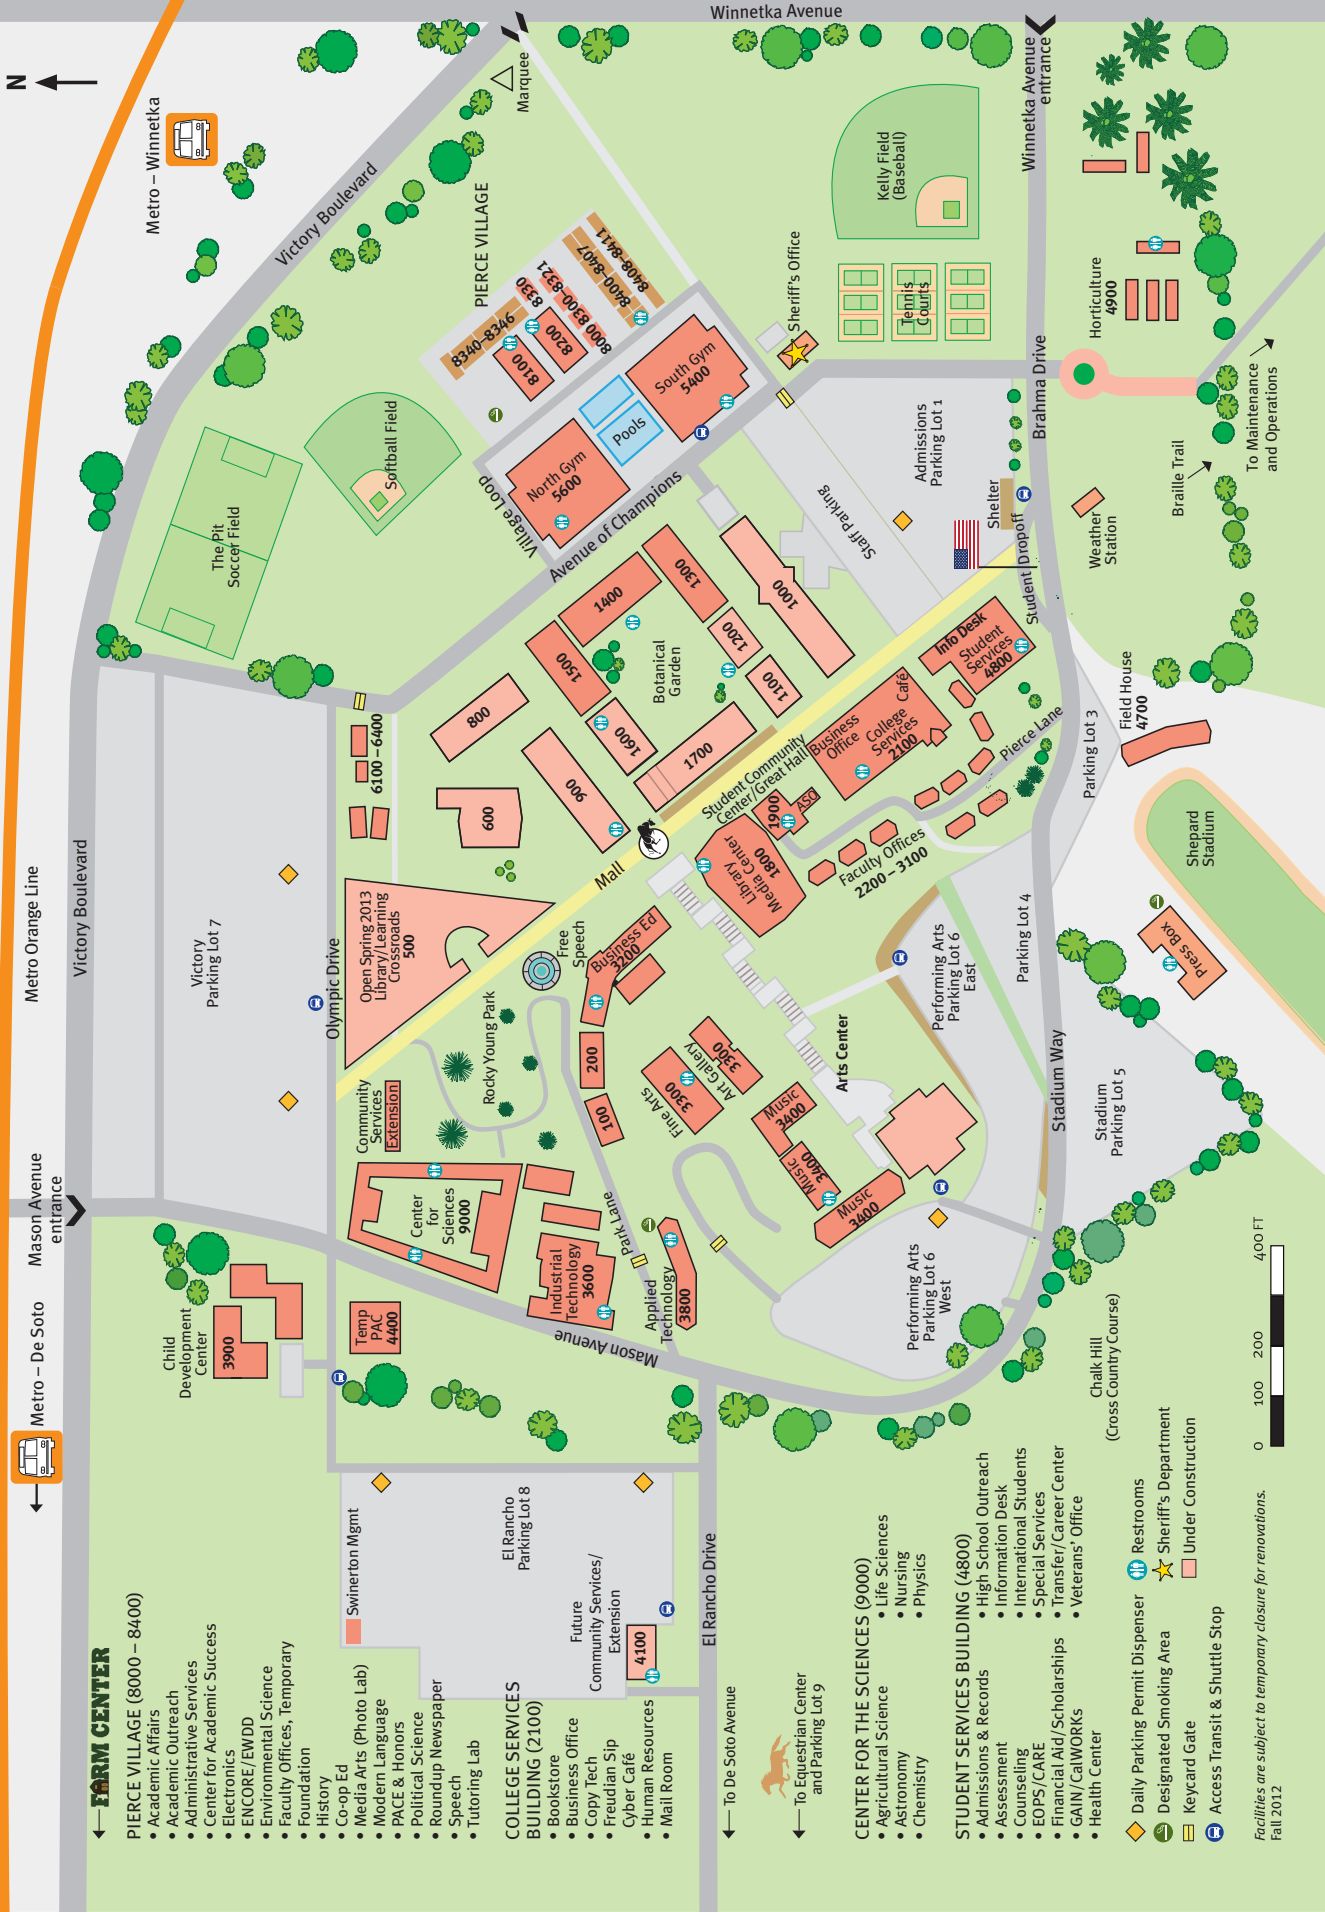 Metro Orange Line
Metro – De Soto
Mason Avenue
entrance
Victory Boulevard
Metro – Winnetka
N
Victory Boulevard
Winnetka Avenue
Marquee
FARM CENTER
PIERCE VILLAGE (8000 – 8400)
• Academic Affairs
• Academic Outreach
• Administrative Services
• Center for Academic Success
• Electronics
• ENCORE/EWDD
• Environmental Science
• Faculty Offices, Temporary
• Foundation
• History
• Co-op Ed
• Media Arts (Photo Lab)
• Modern Language
• PACE & Honors
• Political Science
• Roundup Newspaper
• Speech
• Tutoring Lab
COLLEGE SERVICES
BUILDING (2100)
• Bookstore
• Business Office
• Copy Tech
• Freudian Sip
Cyber Café
• Human Resources
• Mail Room
To De Soto Avenue
To Equestrian Center
and Parking Lot 9
CENTER FOR THE SCIENCES (9000)
• Agricultural Science
• Astronomy
• Chemistry
• Life Sciences
• Nursing
• Physics
STUDENT SERVICES BUILDING (4800)
• Admissions & Records
• Assessment
• Counseling
• EOPS/CARE
• Financial Aid/Scholarships
• GAIN/CalWORKs
• Health Center
• High School Outreach
• Information Desk
• International Students
• Special Services
• Transfer/Career Center
• Veterans' Office
Daily Parking Permit Dispenser
Designated Smoking Area
Keycard Gate
Access Transit & Shuttle Stop
Restrooms
Sheriff's Department
Under Construction
Facilities are subject to temporary closure for renovations.
Fall 2012
0 100 200 400 FT
Swinerton Mgmt
El Rancho
Parking Lot 8
Future
Community Services/
Extension
4100
El Rancho Drive
Child
Development
Center
3900
Temp
PAC
4400
Mason Avenue
Victory
Parking Lot 7
Olympic Drive
Community
Services
Extension
Center
for
Sciences
9000
Industrial
Technology
3600
Park Lane
Applied
Technology
3800
Open Spring 2013
Library/Learning
Crossroads
500
Rocky Young Park
Free
Speech
Mall
100
200
Business Ed
3200
Fine Arts
3300
Art Gallery
3300
Music
3400
Music
3400
Music
3400
Arts Center
Performing Arts
Parking Lot 6
West
Performing Arts
Parking Lot 6
East
Chalk Hill
(Cross Country Course)
Stadium Way
Stadium
Parking Lot 5
Parking Lot 4
Parking Lot 3
Press Box
Shepard
Stadium
Field House
4700
6100–6400
600
800
900
1500
1400
1300
1600
1700
Botanical
Garden
1200
1100
1000
Student Community
Center/Great Hall
Library
Media Center
1800
1900
ASO
Business
Office
College
Services
2100
Café
Faculty Offices
2200 – 3100
Pierce Lane
Info Desk
Student
Services
4800
The Pit
Soccer Field
Softball Field
Village Loop
Avenue of Champions
North Gym
5600
Pools
South Gym
5400
PIERCE VILLAGE
8340–8346
8330
8300–8321
8400–8407
8408–8411
8100
8200
8000
Sheriff's Office
Kelly Field
(Baseball)
Tennis
Courts
Staff Parking
Admissions
Parking Lot 1
Shelter
Student Dropoff
Brahma Drive
Winnetka Avenue
entrance
Horticulture
4900
Weather
Station
Braille Trail
To Maintenance
and Operations